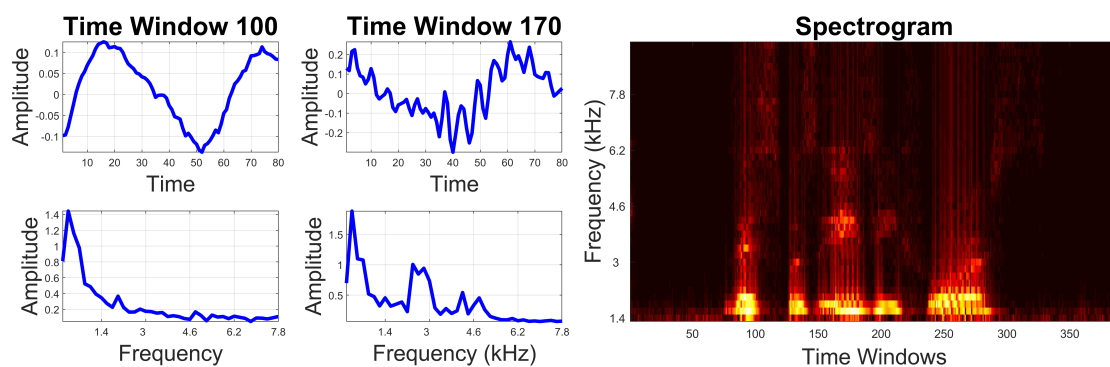 Time Window 100
Amplitude
0.1
0.05
0
-0.05
-0.1
10 20 30 40 50 60 70 80
Time
Time Window 170
Amplitude
0.2
0.1
0
-0.1
-0.2
10 20 30 40 50 60 70 80
Time
Spectrogram
Frequency (kHz)
7.8
6.2
4.6
3
1.4
50 100 150 200 250 300 350
Time Windows
Amplitude
1.4
1.2
1
0.8
0.6
0.4
0.2
1.4 3 4.6 6.2 7.8
Frequency
Amplitude
1.5
1
0.5
1.4 3 4.6 6.2 7.8
Frequency (kHz)